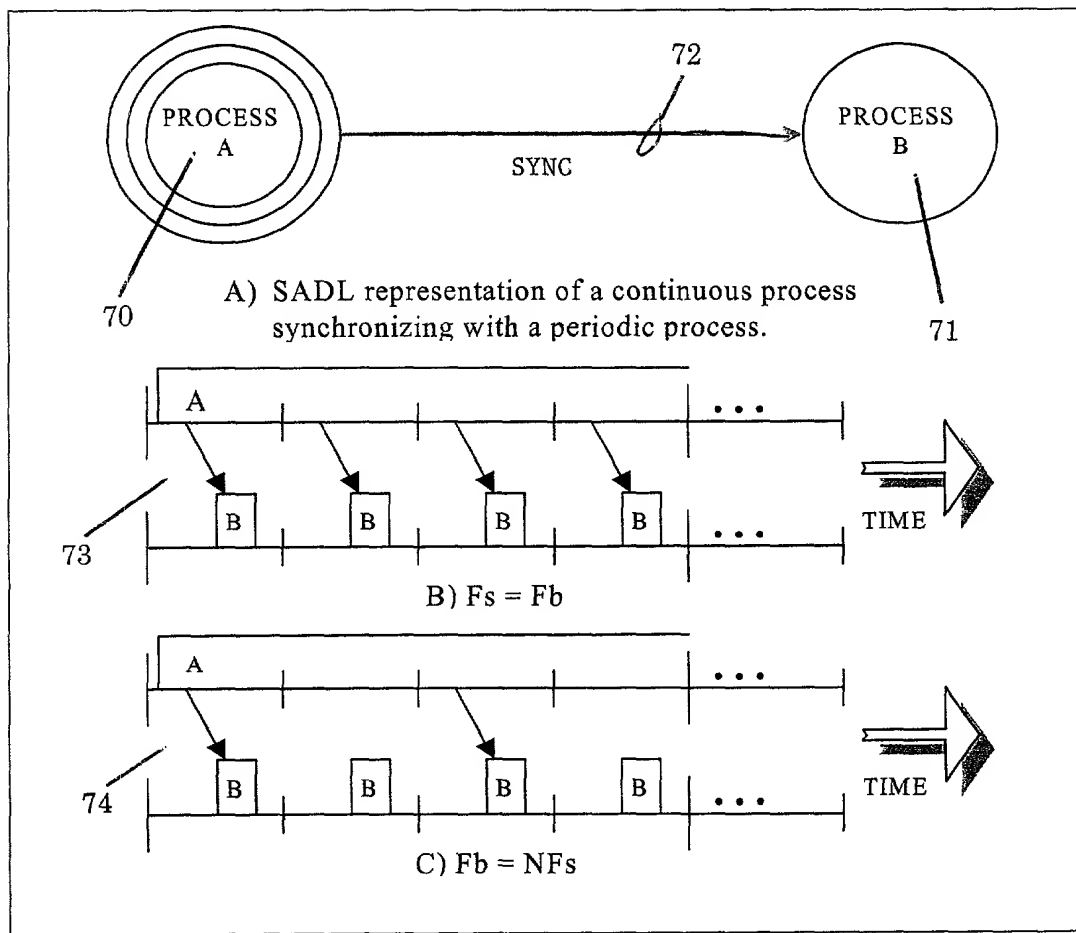 72
PROCESS
A
PROCESS
B
SYNC
70
71
A) SADL representation of a continuous process
synchronizing with a periodic process.
A
• • •
B
B
B
B
• • •
TIME
73
B) Fs = Fb
A
• • •
B
B
B
B
• • •
TIME
74
C) Fb = NFs